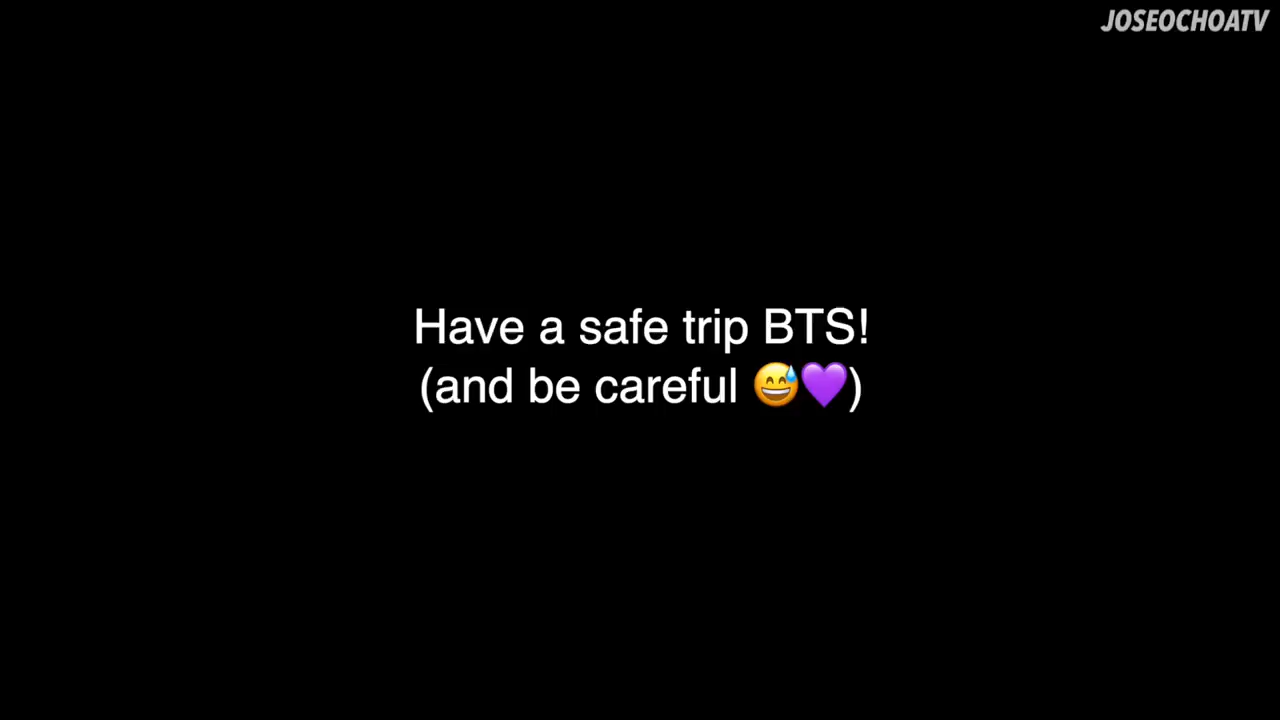 JOSEOCHOATV
Have a safe trip BTS!
(and be careful 😅💜)